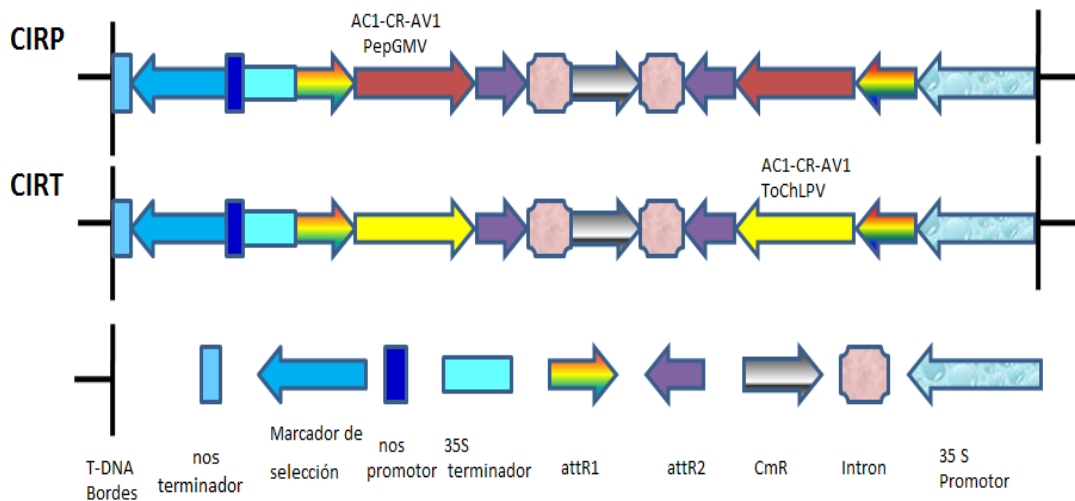 CIRP
AC1-CR-AV1
PepGMV
CIRT
AC1-CR-AV1
ToChLPV
T-DNA
Bordes
nos
terminador
Marcador de
selección
nos
promotor
35S
terminador
attR1
attR2
CmR
Intron
35 S
Promotor